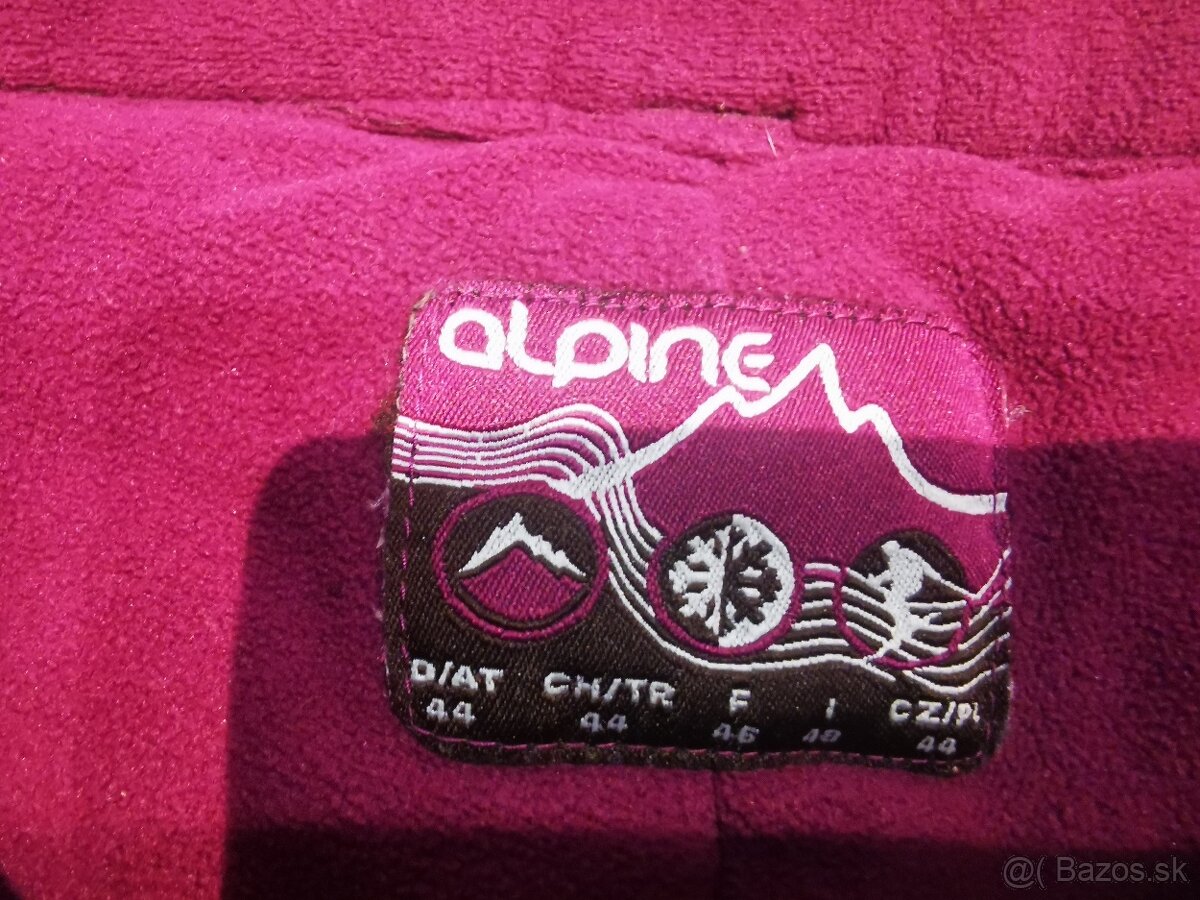 alpine
D/AT CH/TR F I CZ/PL
44 44 46 48 44
@( Bazos.sk